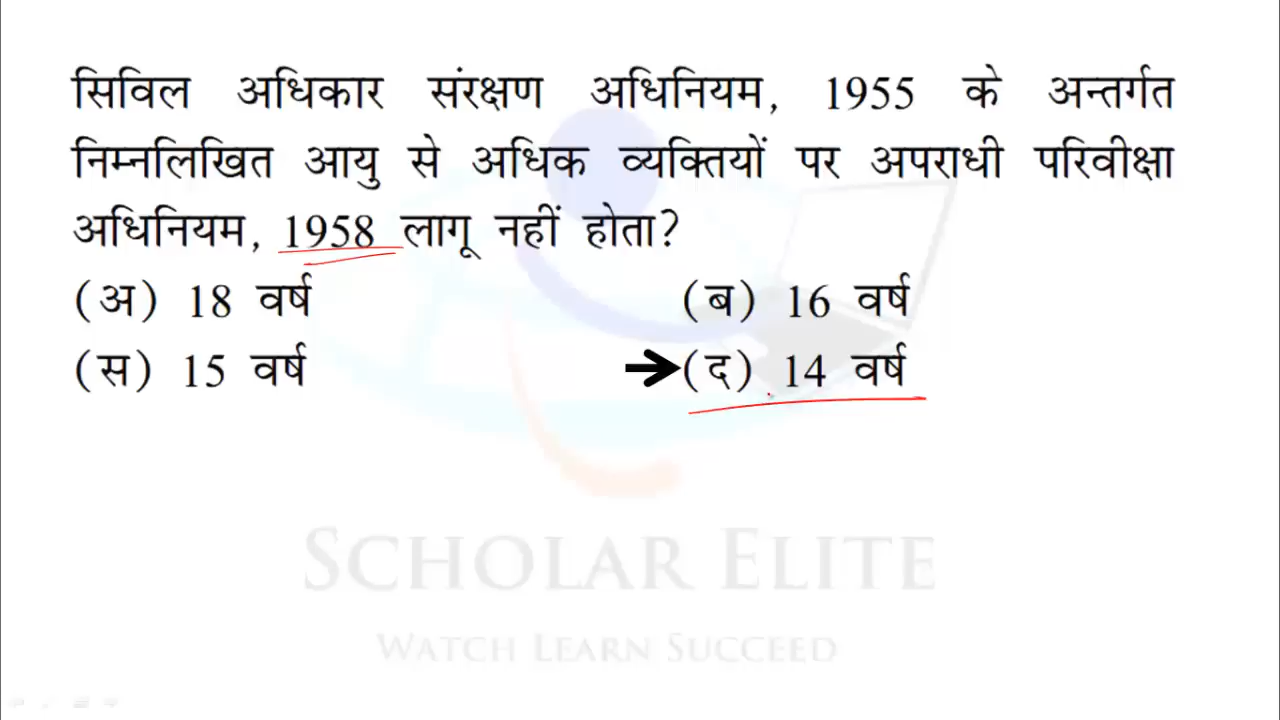 सिविल अधिकार संरक्षण अधिनियम, 1955 के अन्तर्गत
निम्नलिखित आयु से अधिक व्यक्तियों पर अपराधी परिवीक्षा
अधिनियम, 1958 लागू नहीं होता?
(अ) 18 वर्ष (ब) 16 वर्ष
(स) 15 वर्ष (द) 14 वर्ष
SCHOLAR ELITE
WATCH LEARN SUCCEED